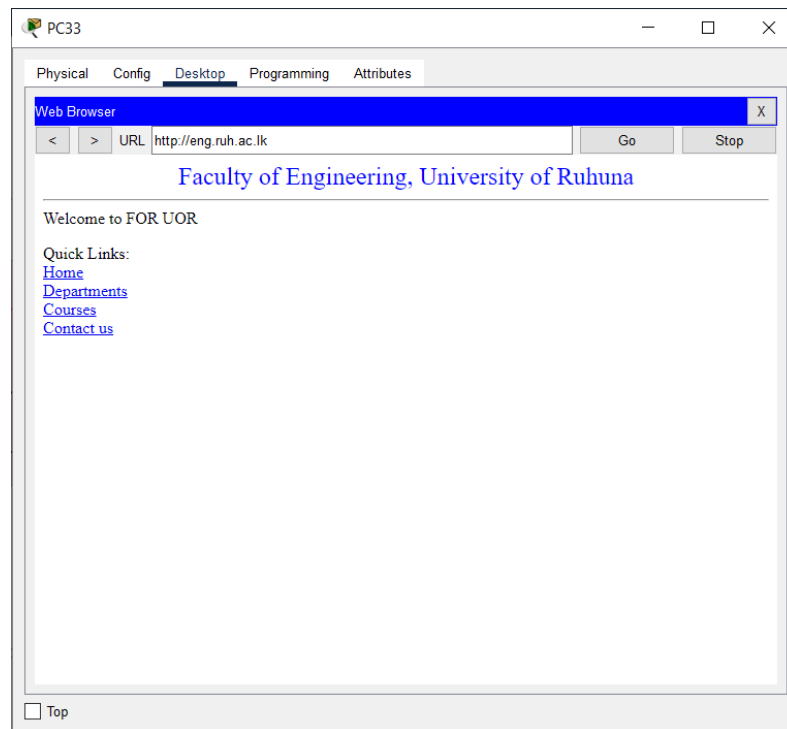 PC33
Physical Config Desktop Programming Attributes
Web Browser X
< > URL http://eng.ruh.ac.lk Go Stop
Faculty of Engineering, University of Ruhuna
Welcome to FOR UOR
Quick Links:
Home
Departments
Courses
Contact us
Top